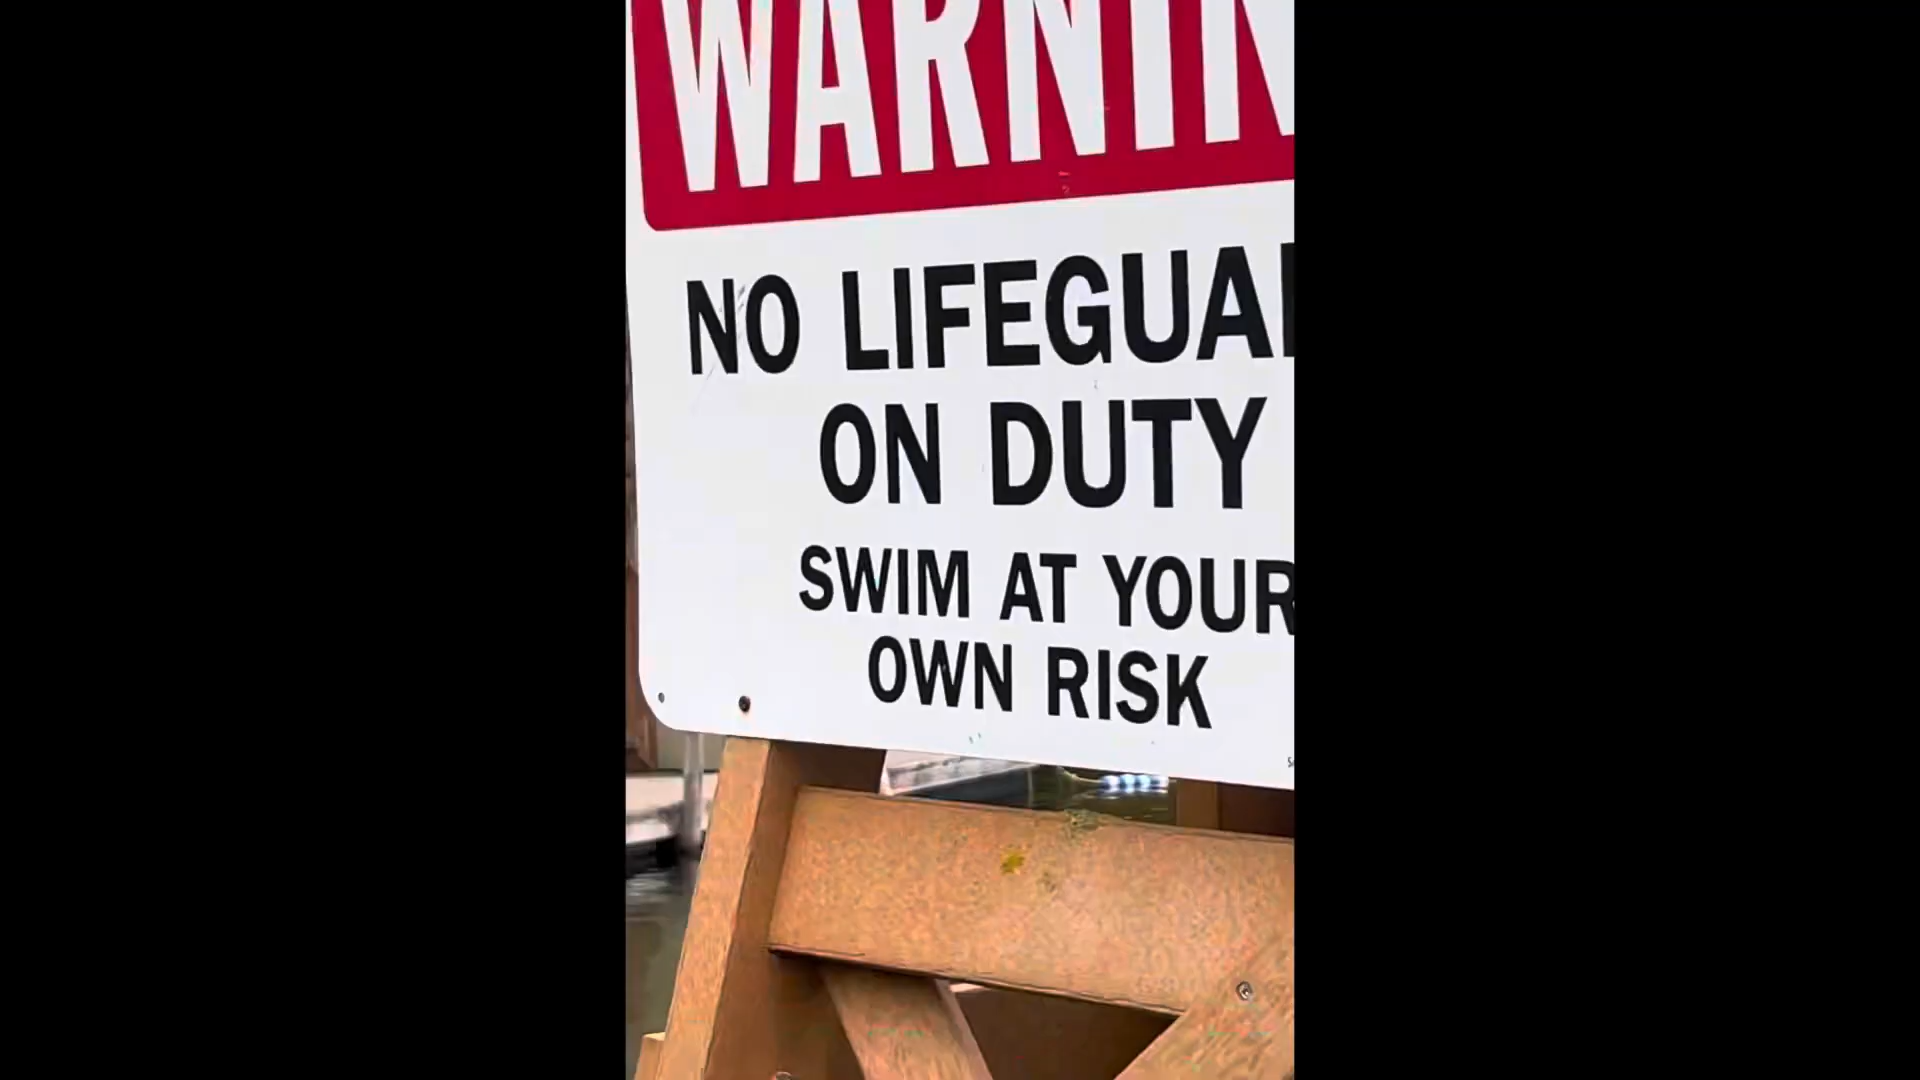 WARNIN
NO LIFEGUA
ON DUTY
SWIM AT YOUR
OWN RISK